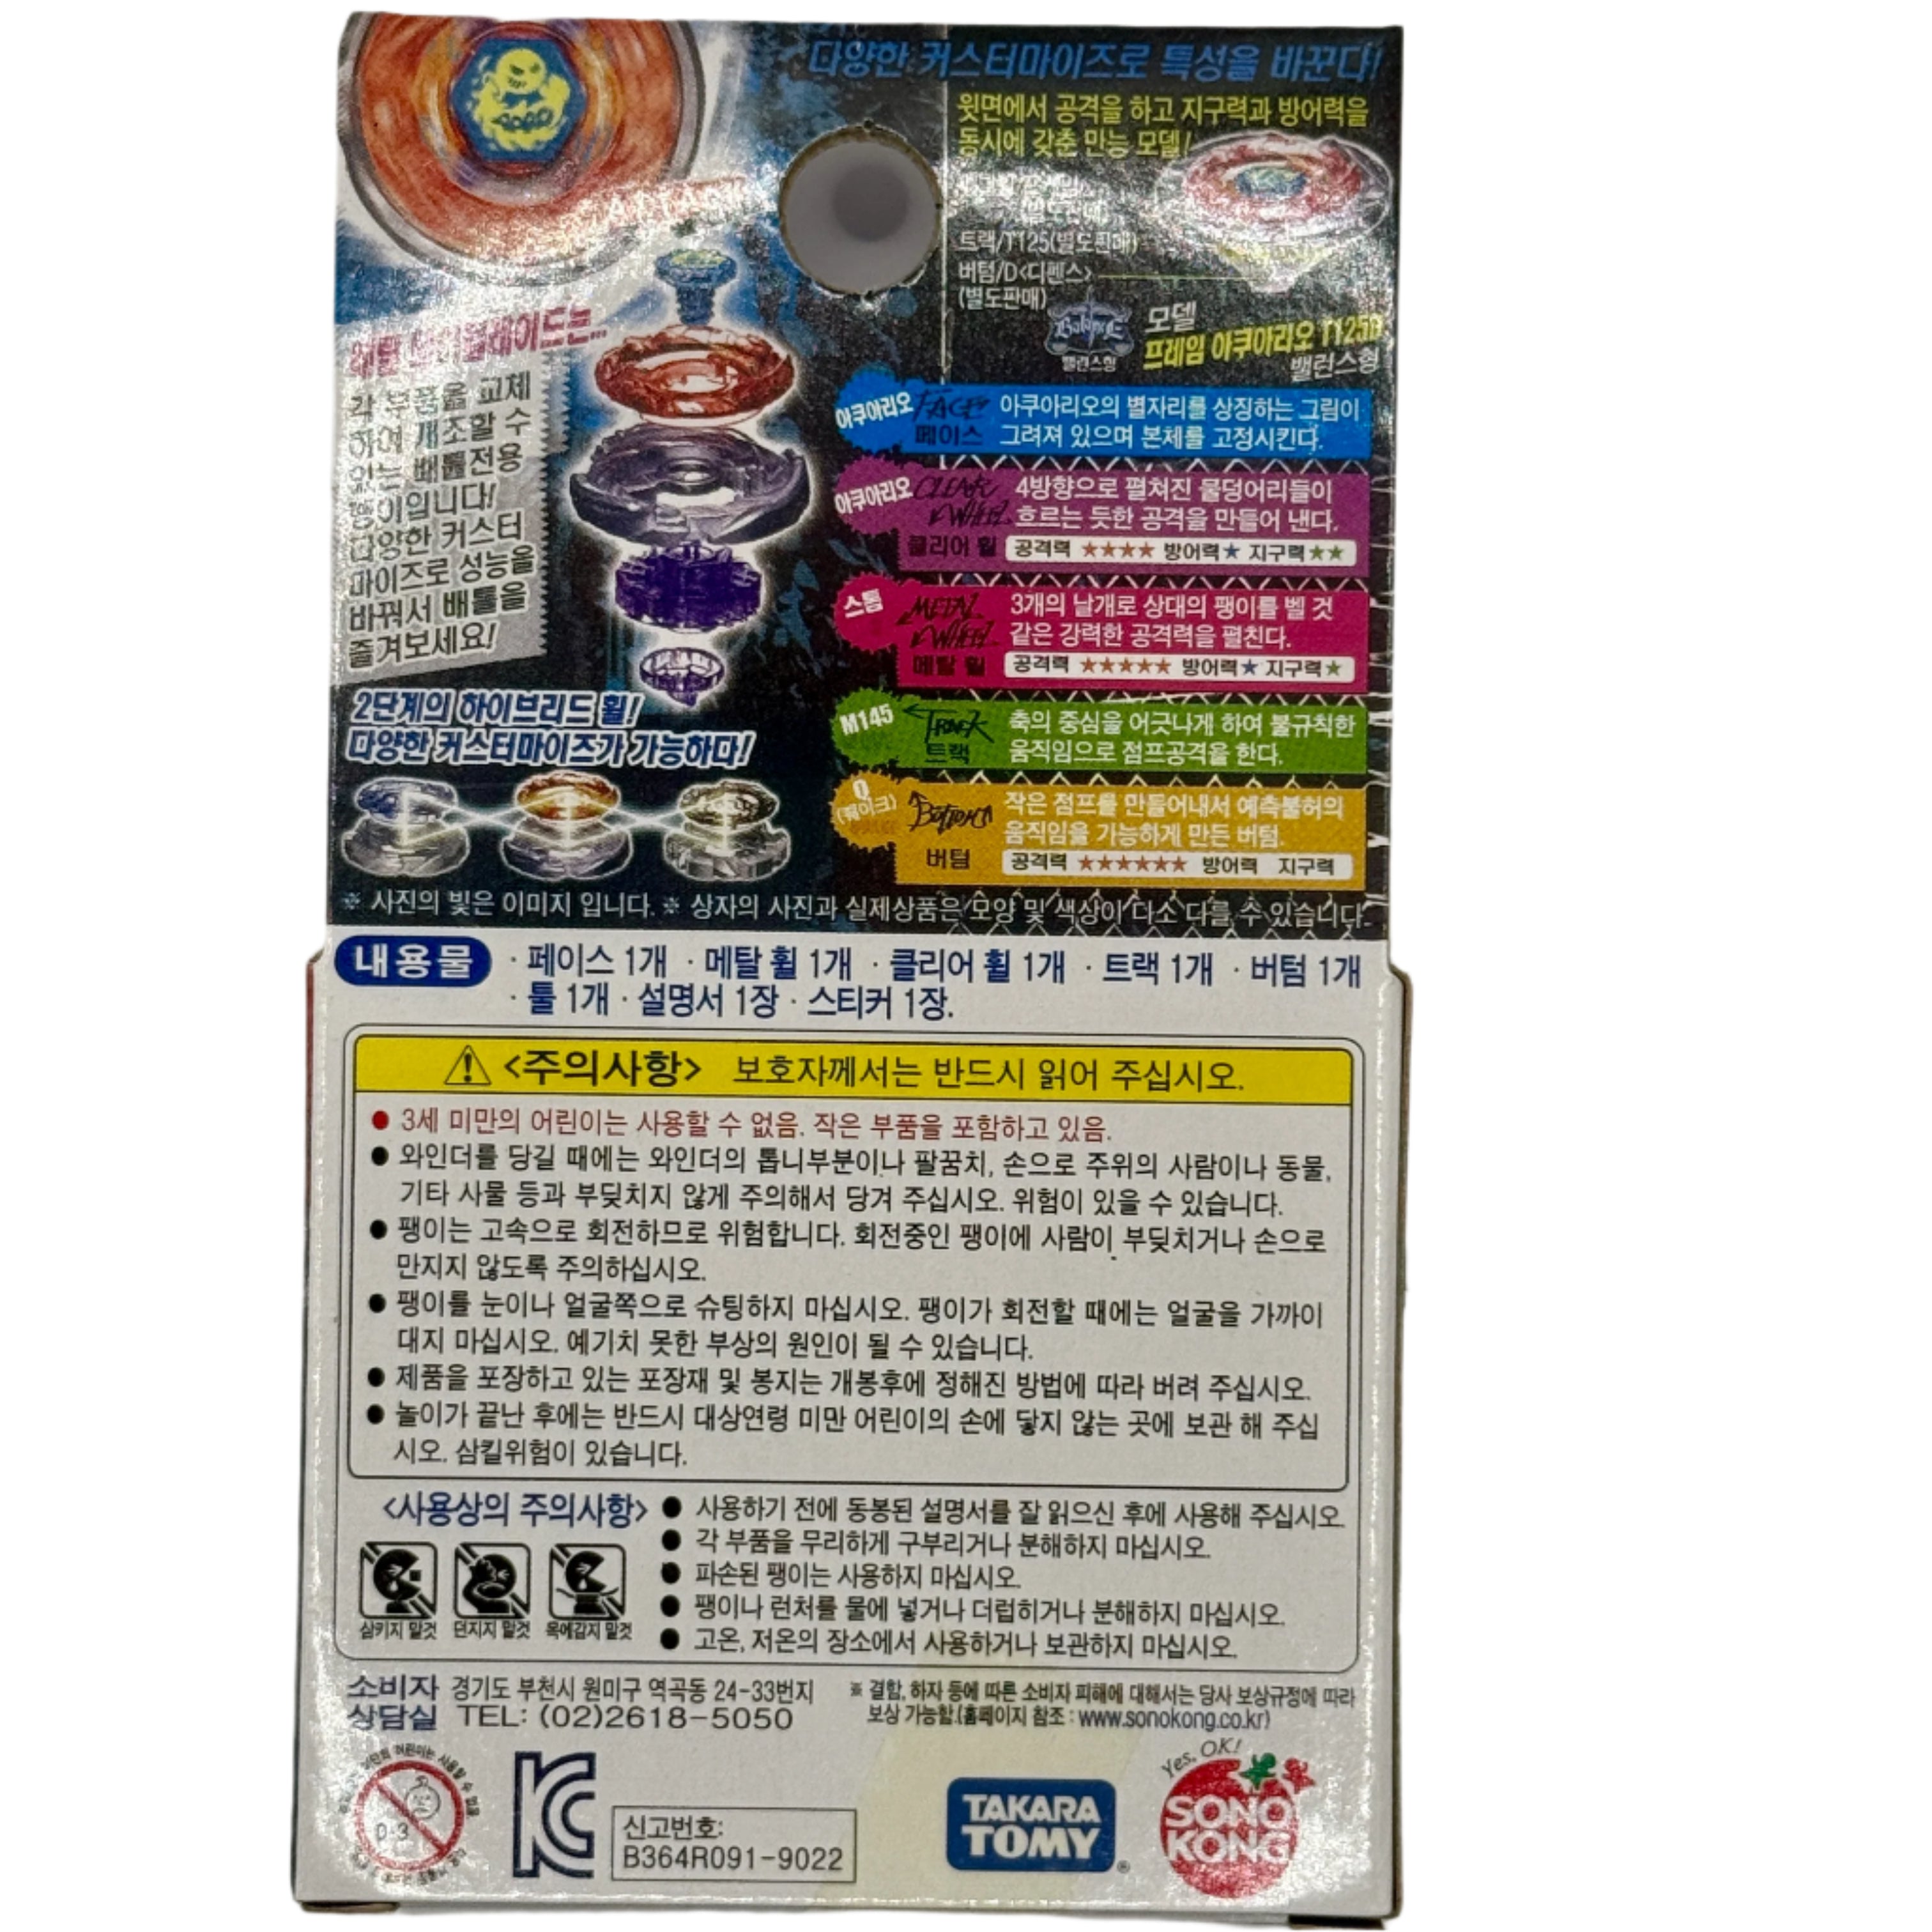 다양한 커스터마이즈로 특성을 바꾼다!
윗면에서 공격을 하고 지구력과 방어력을
동시에 갖춘 만능 모델!
트랙/T125(별도판매)
버텀/D<디펜스>
(별도판매)
BalancE
밸런스형
모델
프레임 아쿠아리오 T125D
밸런스형
메탈 베이블레이드는...
각 부품을 교체
하여 개조할 수
있는 배틀전용
팽이입니다!
다양한 커스터
마이즈로 성능을
바꿔서 배틀을
즐겨보세요!
2단계의 하이브리드 휠!
다양한 커스터마이즈가 가능하다!
아쿠아리오 FACE 페이스
아쿠아리오의 별자리를 상징하는 그림이
그려져 있으며 본체를 고정시킨다.
아쿠아리오 CLEAR WHEEL 클리어 휠
4방향으로 펼쳐진 물덩어리들이
흐르는 듯한 공격을 만들어 낸다.
공격력 ★★★★ 방어력★ 지구력★★
스톰 METAL WHEEL 메탈 휠
3개의 날개로 상대의 팽이를 벨 것
같은 강력한 공격력을 펼친다.
공격력 ★★★★★ 방어력★ 지구력★
M145 TRACK 트랙
축의 중심을 어긋나게 하여 불규칙한
움직임으로 점프공격을 한다.
Q (퀘이크) BOTTOM 버텀
작은 점프를 만들어내서 예측불허의
움직임을 가능하게 만든 버텀.
공격력 ★★★★★★ 방어력 지구력
※ 사진의 빛은 이미지 입니다. ※ 상자의 사진과 실제상품은 모양 및 색상이 다소 다를 수 있습니다.
내용물 · 페이스 1개 · 메탈 휠 1개 · 클리어 휠 1개 · 트랙 1개 · 버텀 1개
· 툴 1개 · 설명서 1장 · 스티커 1장.
<주의사항> 보호자께서는 반드시 읽어 주십시오.
● 3세 미만의 어린이는 사용할 수 없음. 작은 부품을 포함하고 있음.
● 와인더를 당길 때에는 와인더의 톱니부분이나 팔꿈치, 손으로 주위의 사람이나 동물,
기타 사물 등과 부딪치지 않게 주의해서 당겨 주십시오. 위험이 있을 수 있습니다.
● 팽이는 고속으로 회전하므로 위험합니다. 회전중인 팽이에 사람이 부딪치거나 손으로
만지지 않도록 주의하십시오.
● 팽이를 눈이나 얼굴쪽으로 슈팅하지 마십시오. 팽이가 회전할 때에는 얼굴을 가까이
대지 마십시오. 예기치 못한 부상의 원인이 될 수 있습니다.
● 제품을 포장하고 있는 포장재 및 봉지는 개봉후에 정해진 방법에 따라 버려 주십시오.
● 놀이가 끝난 후에는 반드시 대상연령 미만 어린이의 손에 닿지 않는 곳에 보관 해 주십
시오. 삼킬위험이 있습니다.
<사용상의 주의사항>
● 사용하기 전에 동봉된 설명서를 잘 읽으신 후에 사용해 주십시오.
● 각 부품을 무리하게 구부리거나 분해하지 마십시오.
● 파손된 팽이는 사용하지 마십시오.
● 팽이나 런처를 물에 넣거나 더럽히거나 분해하지 마십시오.
● 고온, 저온의 장소에서 사용하거나 보관하지 마십시오.
삼키지 말것 던지지 말것 목에감지 말것
소비자 경기도 부천시 원미구 역곡동 24-33번지
상담실 TEL: (02)2618-5050
※ 결함, 하자 등에 따른 소비자 피해에 대해서는 당사 보상규정에 따라
보상 가능함.(홈페이지 참조 : www.sonokong.co.kr)
0-3
신고번호:
B364R091-9022
TAKARA
TOMY
Yes, OK!
SONO
KONG